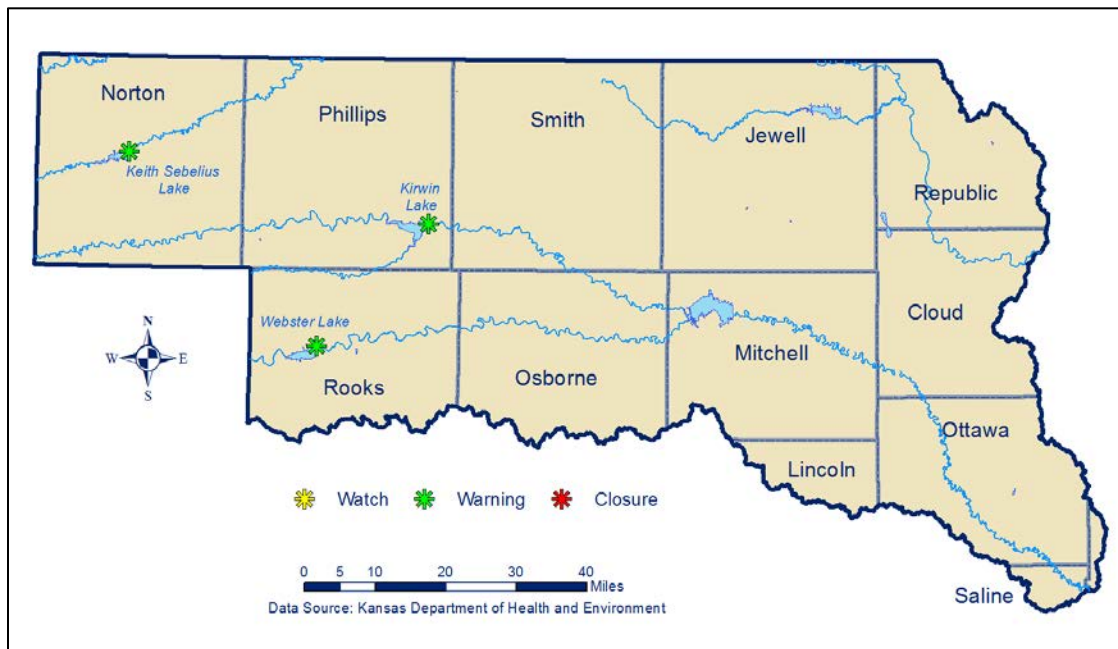 Norton
Phillips
Smith
Jewell
Keith Sebelius
Lake
Kirwin
Lake
Republic
Cloud
Webster Lake
N
W
E
S
Rooks
Osborne
Mitchell
Ottawa
Lincoln
Watch
Warning
Closure
0 5 10 20 30 40
Miles
Data Source: Kansas Department of Health and Environment
Saline